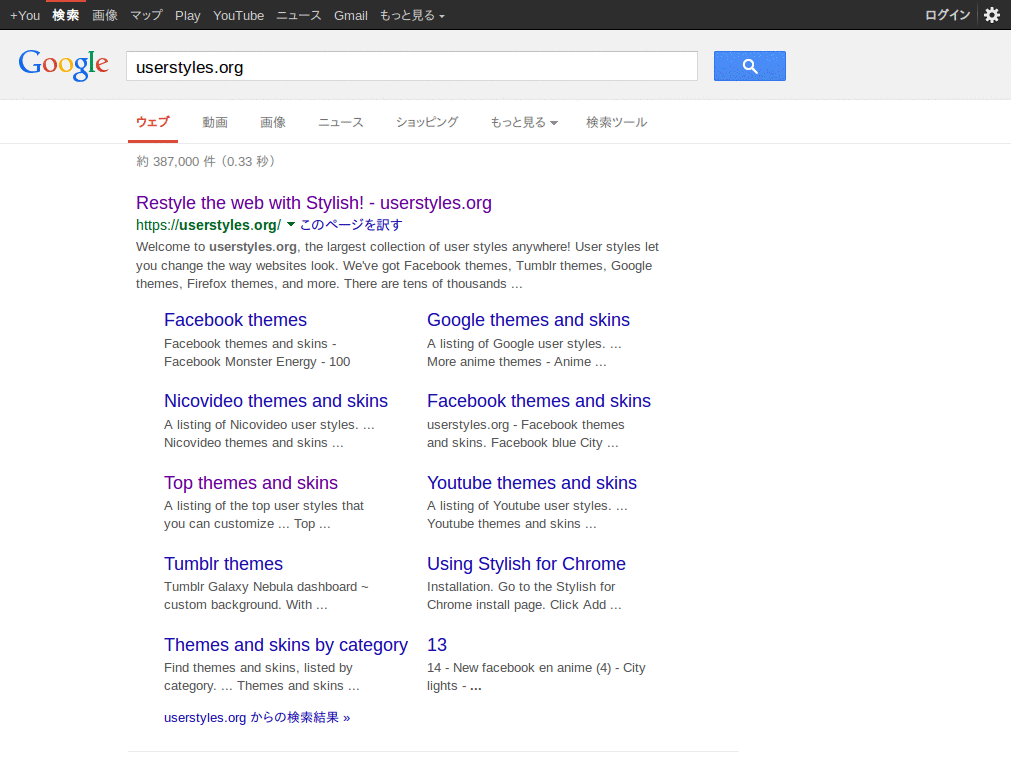 +You 検索 画像 マップ Play YouTube ニュース Gmail もっと見る ログイン
Google userstyles.org
ウェブ 動画 画像 ニュース ショッピング もっと見る 検索ツール
約 387,000 件 （0.33 秒）
Restyle the web with Stylish! - userstyles.org
https://userstyles.org/ このページを訳す
Welcome to userstyles.org, the largest collection of user styles anywhere! User styles let
you change the way websites look. We've got Facebook themes, Tumblr themes, Google
themes, Firefox themes, and more. There are tens of thousands ...
Facebook themes
Facebook themes and skins -
Facebook Monster Energy - 100
Google themes and skins
A listing of Google user styles. ...
More anime themes - Anime ...
Nicovideo themes and skins
A listing of Nicovideo user styles. ...
Nicovideo themes and skins ...
Facebook themes and skins
userstyles.org - Facebook themes
and skins. Facebook blue City ...
Top themes and skins
A listing of the top user styles that
you can customize ... Top ...
Youtube themes and skins
A listing of Youtube user styles. ...
Youtube themes and skins ...
Tumblr themes
Tumblr Galaxy Nebula dashboard ~
custom background. With ...
Using Stylish for Chrome
Installation. Go to the Stylish for
Chrome install page. Click Add ...
Themes and skins by category
Find themes and skins, listed by
category. ... Themes and skins ...
13
14 - New facebook en anime (4) - City
lights - ...
userstyles.org からの検索結果 »